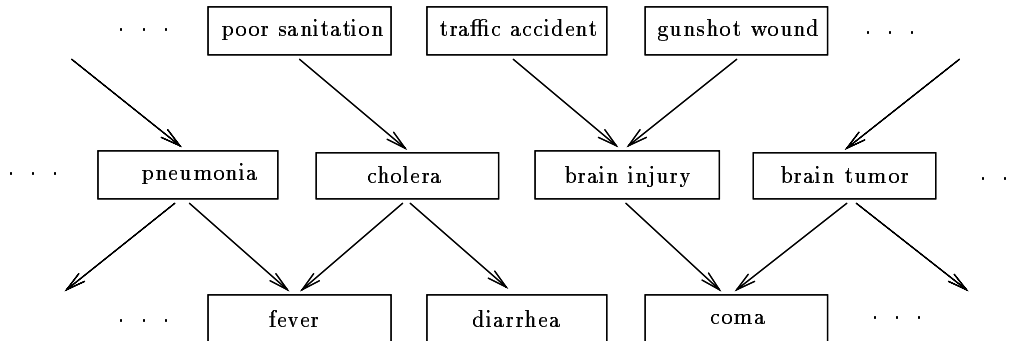 . . . poor sanitation traffic accident gunshot wound . . .
. . . pneumonia cholera brain injury brain tumor . .
. . . fever diarrhea coma . . .